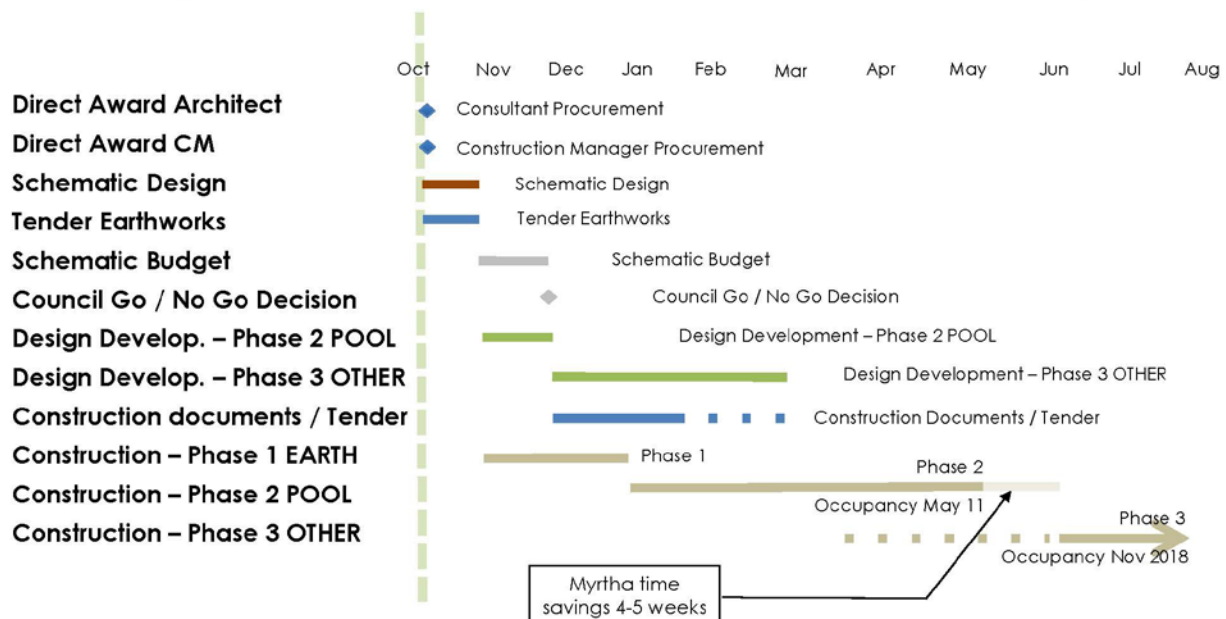 Oct Nov Dec Jan Feb Mar Apr May Jun Jul Aug
Direct Award Architect
Consultant Procurement
Direct Award CM
Construction Manager Procurement
Schematic Design
Schematic Design
Tender Earthworks
Tender Earthworks
Schematic Budget
Schematic Budget
Council Go / No Go Decision
Council Go / No Go Decision
Design Develop. – Phase 2 POOL
Design Development – Phase 2 POOL
Design Develop. – Phase 3 OTHER
Design Development – Phase 3 OTHER
Construction documents / Tender
Construction Documents / Tender
Construction – Phase 1 EARTH
Phase 1
Phase 2
Construction – Phase 2 POOL
Occupancy May 11
Phase 3
Construction – Phase 3 OTHER
Occupancy Nov 2018
Myrtha time
savings 4-5 weeks